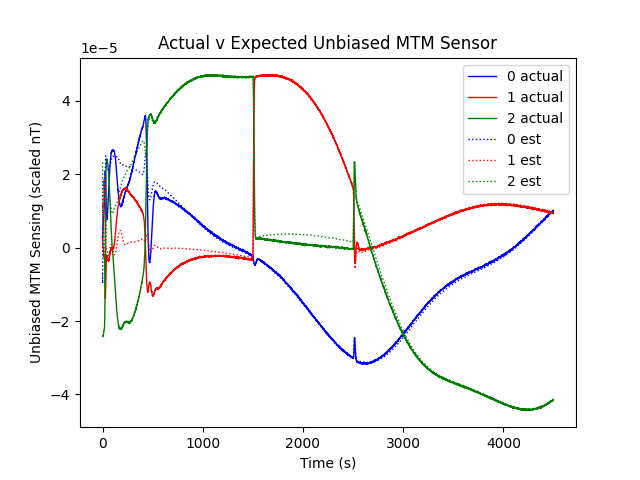 Actual v Expected Unbiased MTM Sensor
1e−5
4
2
0
−2
−4
Unbiased MTM Sensing (scaled nT)
0 1000 2000 3000 4000
Time (s)
0 actual
1 actual
2 actual
0 est
1 est
2 est